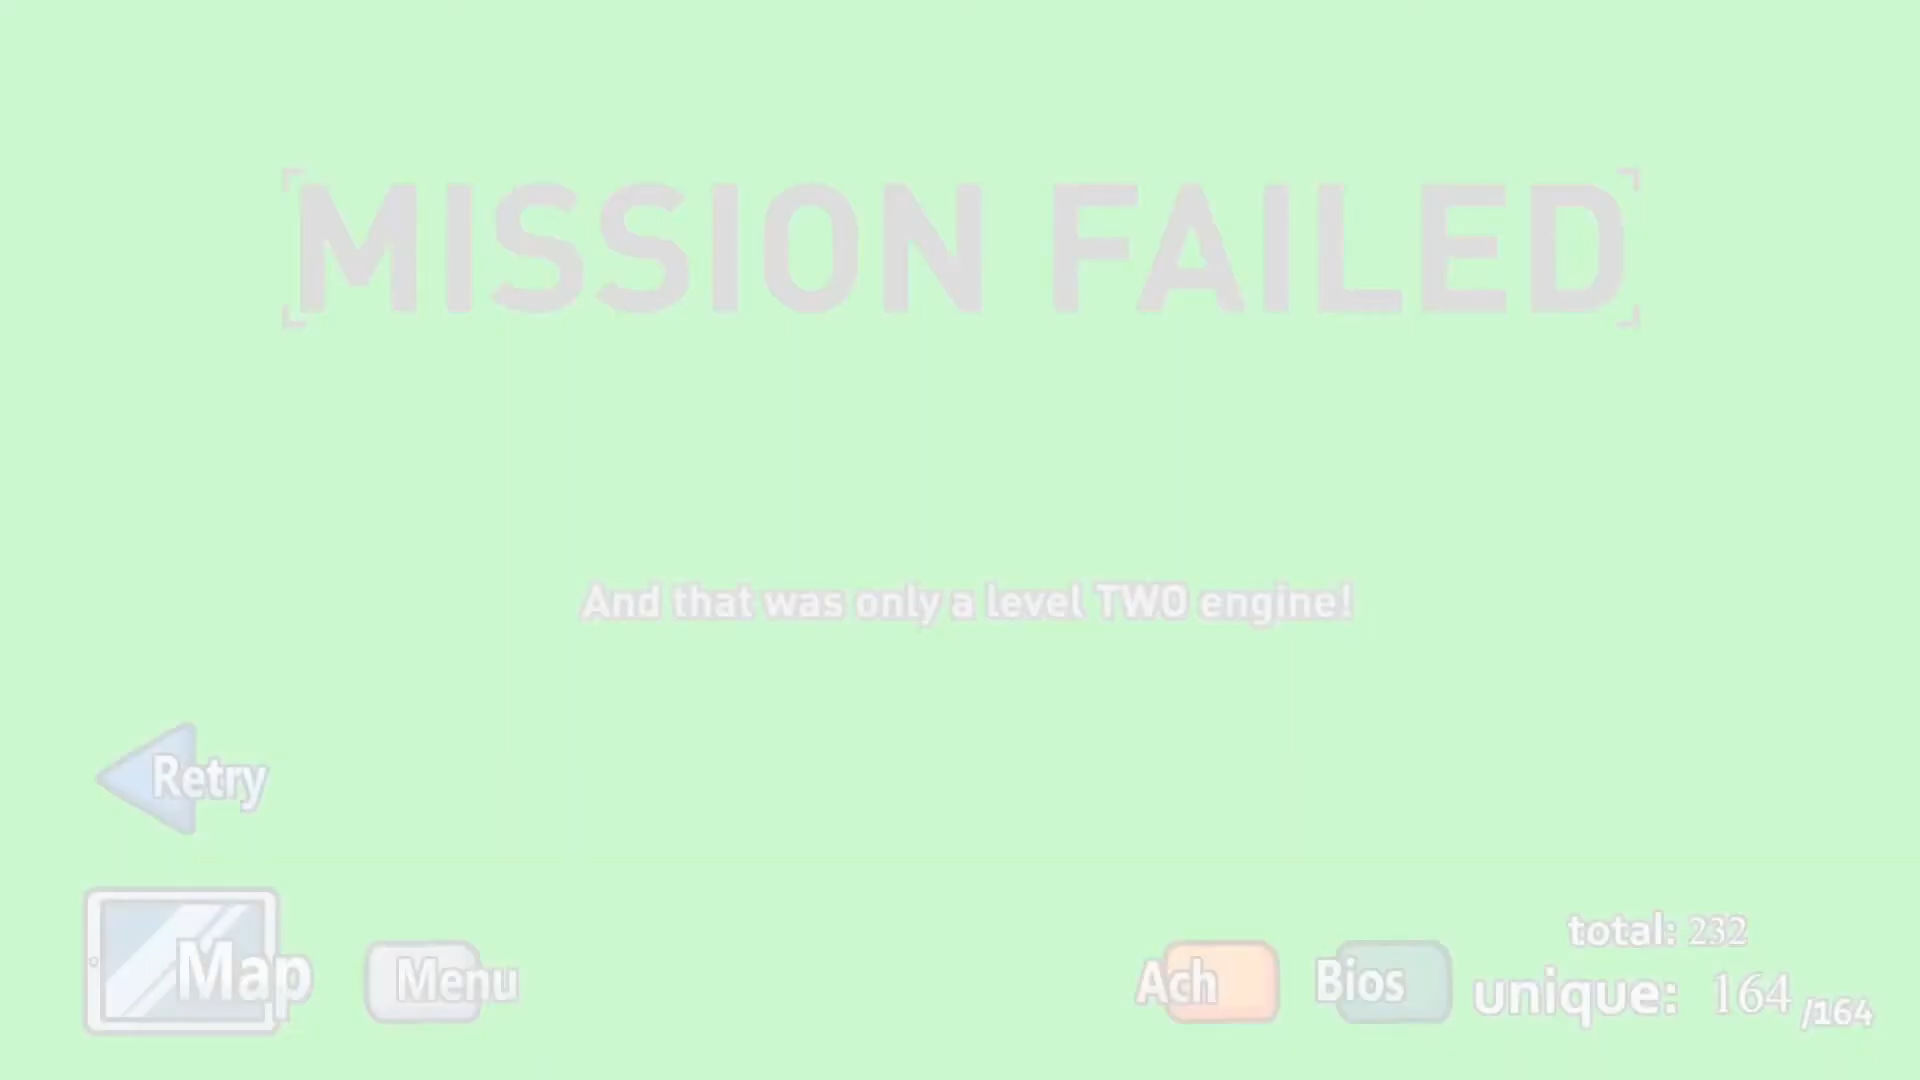 MISSION FAILED
And that was only a level TWO engine!
Retry
Map
Menu
Ach
Bios
total: 232
unique: 164 /164